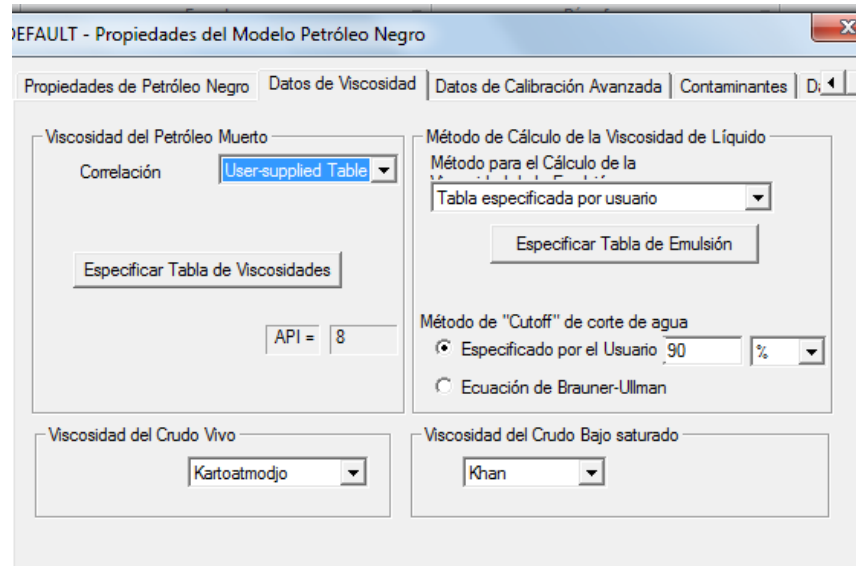 DEFAULT - Propiedades del Modelo Petróleo Negro
Propiedades de Petróleo Negro Datos de Viscosidad Datos de Calibración Avanzada Contaminantes
Viscosidad del Petróleo Muerto
Correlación User-supplied Table
Especificar Tabla de Viscosidades
API = 8
Método de Cálculo de la Viscosidad de Líquido
Método para el Cálculo de la
Tabla especificada por usuario
Especificar Tabla de Emulsión
Método de "Cutoff" de corte de agua
Especificado por el Usuario 90 %
Ecuación de Brauner-Ullman
Viscosidad del Crudo Vivo
Kartoatmodjo
Viscosidad del Crudo Bajo saturado
Khan